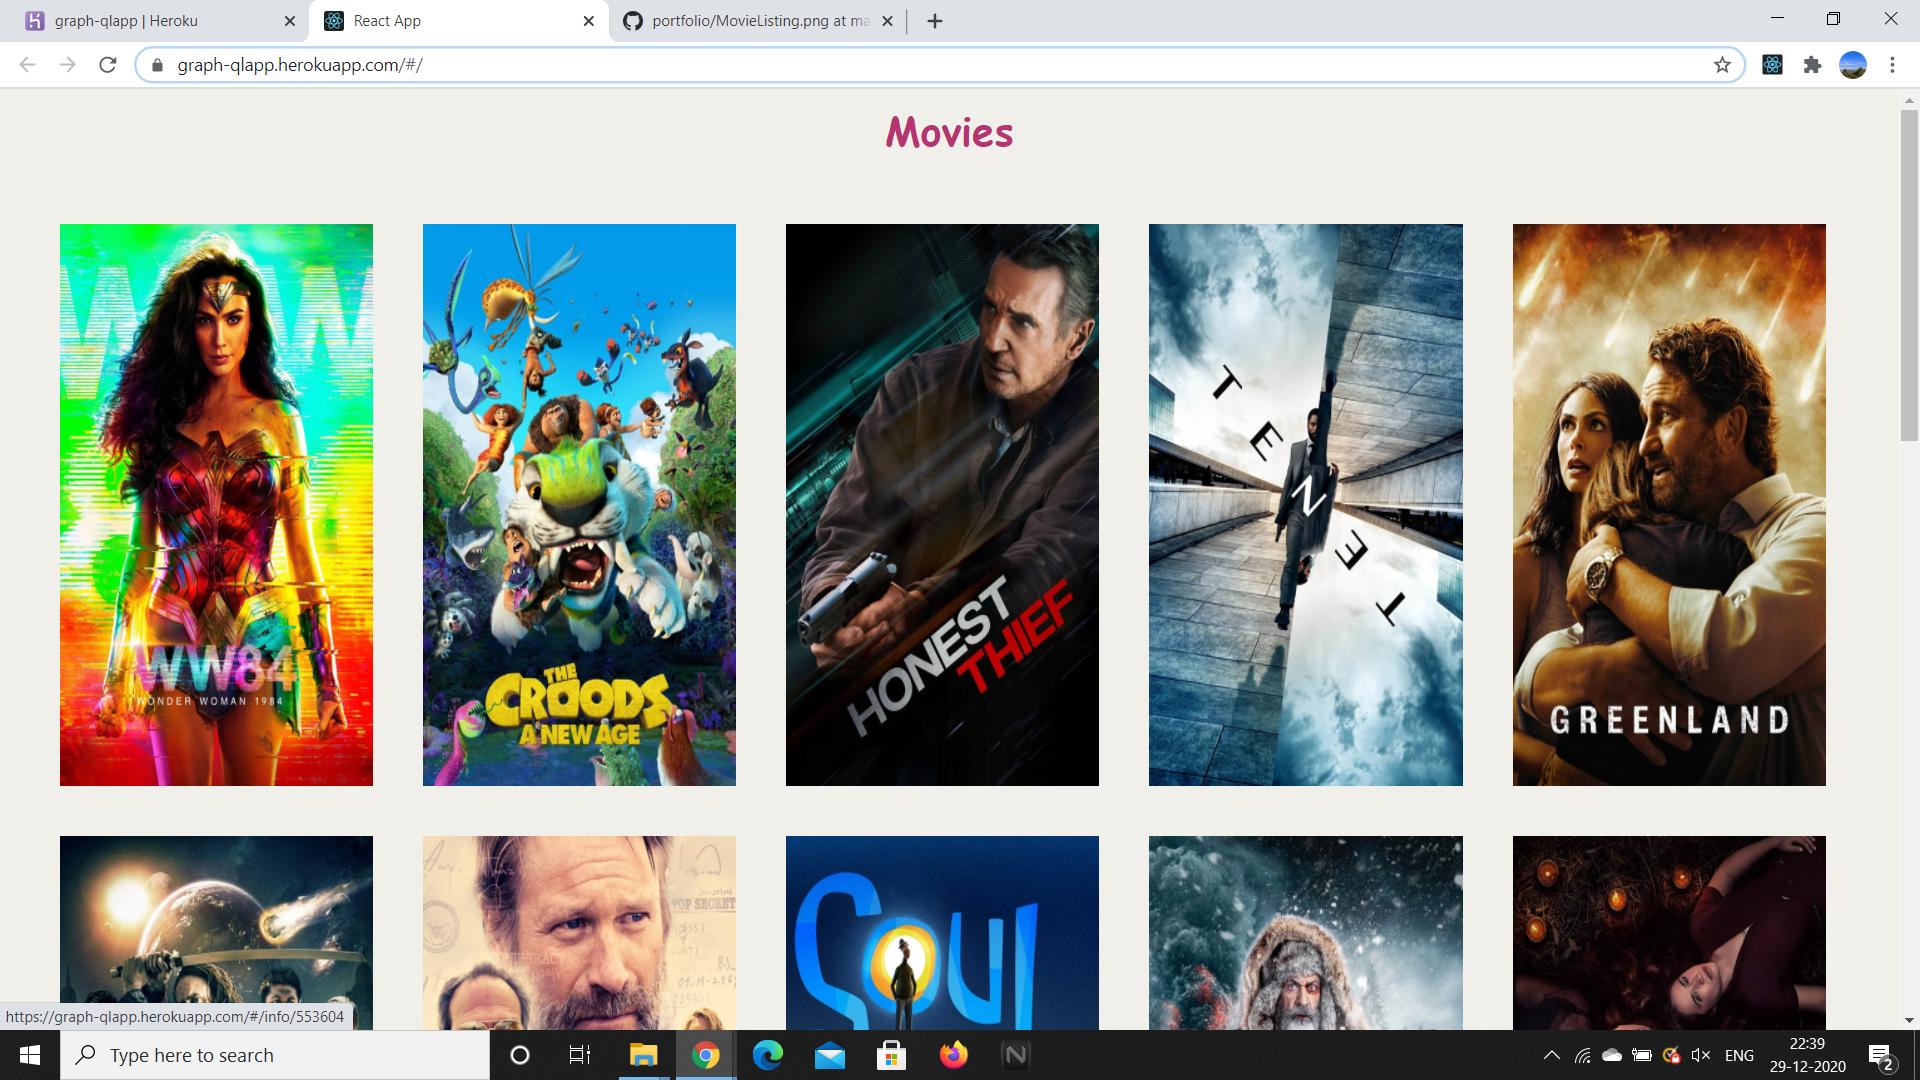 graph-qlapp | Heroku
React App
portfolio/MovieListing.png at ma
graph-qlapp.herokuapp.com/#/
Movies
WW84
WONDER WOMAN 1984
THE
CROODS
A NEW AGE
HONEST
THIEF
TENET
GREENLAND
TOP SECRET
SOUL
https://graph-qlapp.herokuapp.com/#/info/553604
Type here to search
ENG
22:39
29-12-2020
2